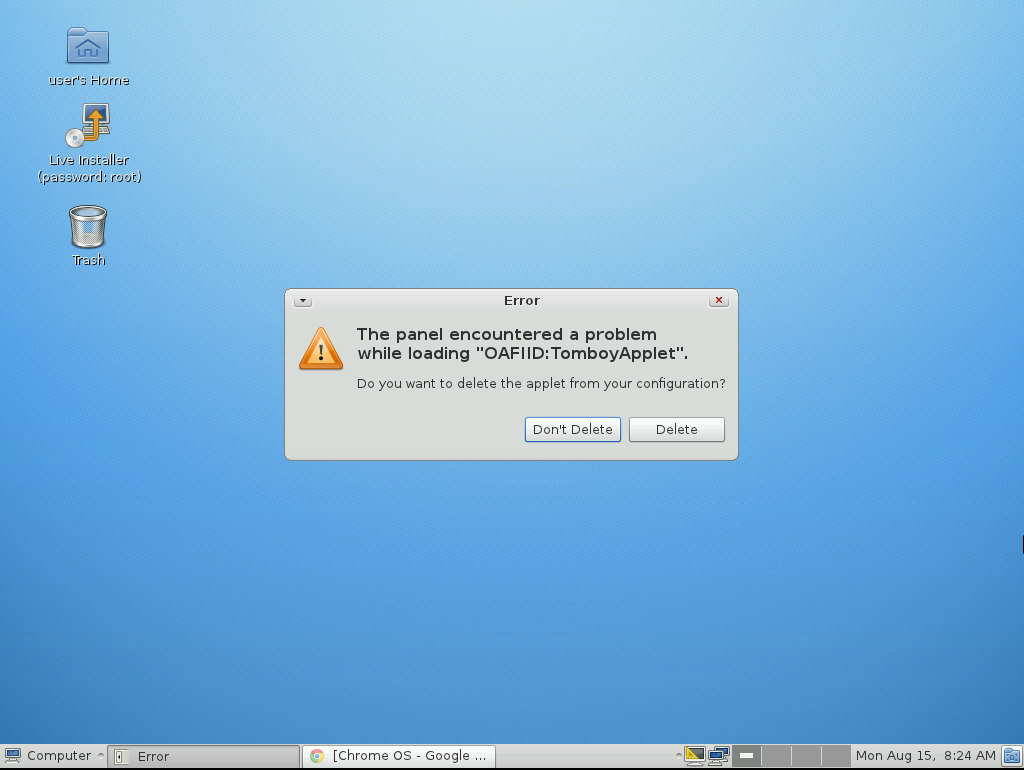 user's Home
Live Installer
(password: root)
Trash
Error
The panel encountered a problem
while loading "OAFIID:TomboyApplet".
Do you want to delete the applet from your configuration?
Don't Delete
Delete
Computer
Error
[Chrome OS - Google ...
Mon Aug 15, 8:24 AM